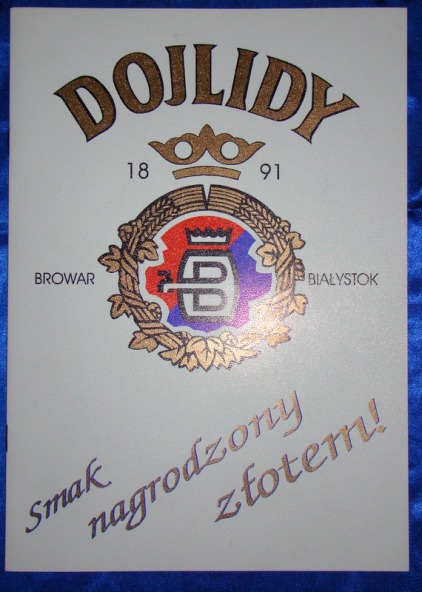 DOJLIDY
18 91
BROWAR BIAŁYSTOK
Smak
nagrodzony
złotem!